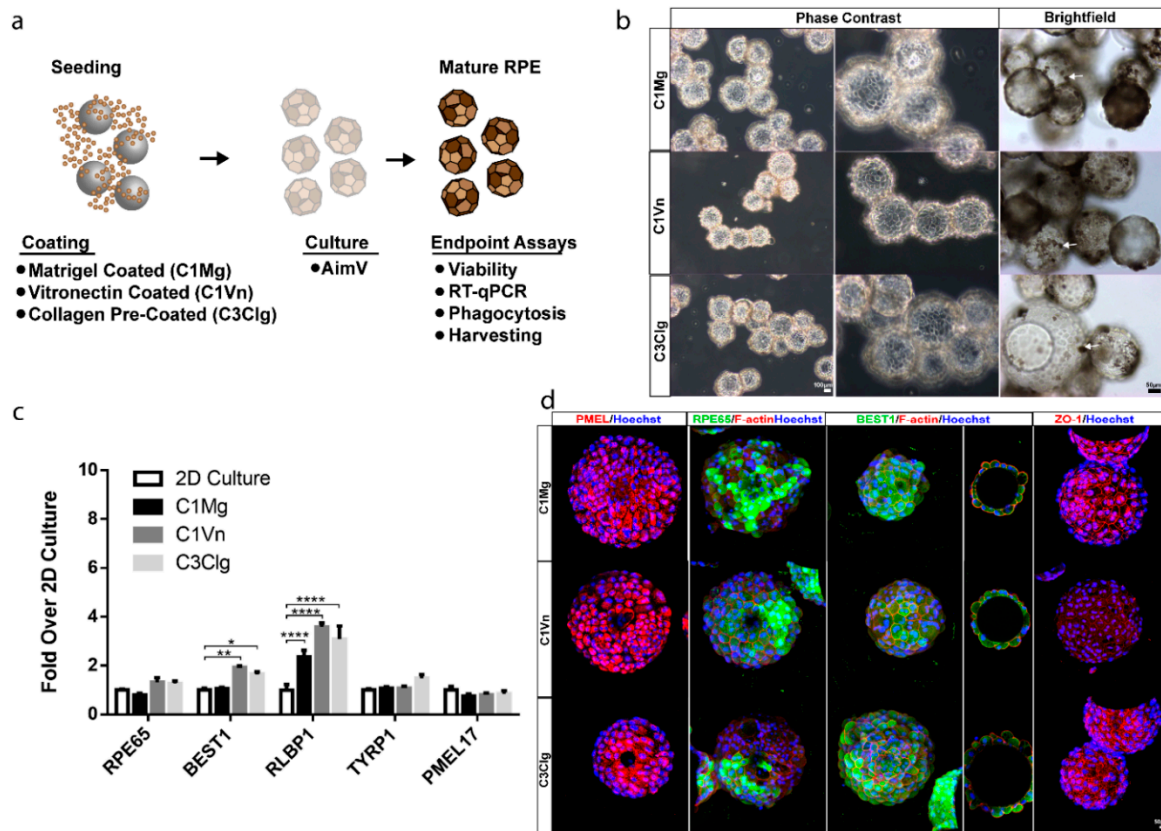 a
Seeding
Mature RPE
Coating
● Matrigel Coated (C1Mg)
● Vitronectin Coated (C1Vn)
● Collagen Pre-Coated (C3Clg)
Culture
● AimV
Endpoint Assays
● Viability
● RT-qPCR
● Phagocytosis
● Harvesting
b
Phase Contrast
Brightfield
C1Mg
C1Vn
C3Clg
100µm
50µm
c
Fold Over 2D Culture
10
8
6
4
2
0
2D Culture
C1Mg
C1Vn
C3Clg
**
*
****
****
****
RPE65
BEST1
RLBP1
TYRP1
PMEL17
d
PMEL/Hoechst
RPE65/F-actinHoechst
BEST1/F-actin/Hoechst
ZO-1/Hoechst
C1Mg
C1Vn
C3Clg